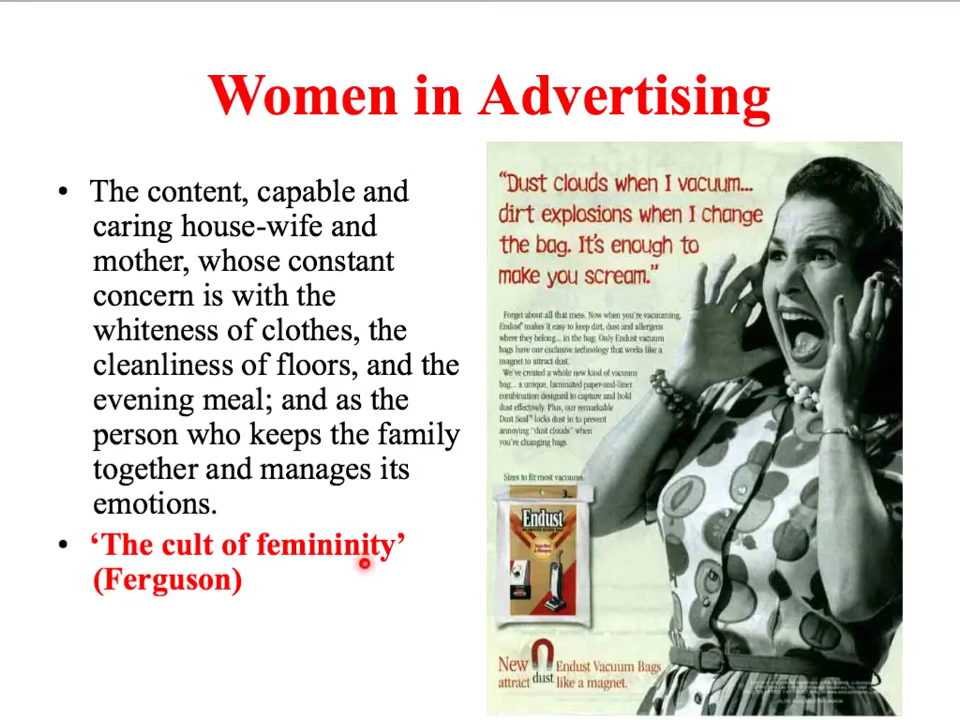 Women in Advertising
• The content, capable and
caring house-wife and
mother, whose constant
concern is with the
whiteness of clothes, the
cleanliness of floors, and the
evening meal; and as the
person who keeps the family
together and manages its
emotions.
• ‘The cult of femininity’
(Ferguson)
“Dust clouds when I vacuum...
dirt explosions when I change
the bag. It's enough to
make you scream.”
Forget about all that mess. Now when you're vacuuming,
Endust® makes it easy to keep dirt, dust and allergens
where they belong... in the bag. Only Endust vacuum
bags have our exclusive technology that works like a
magnet to attract dust.
We've created a whole new kind of vacuum
bag... a unique, laminated paper-and-liner
combination designed to capture and hold
dust effectively. Plus, our remarkable
Dust Seal™ locks dust in to prevent
annoying “dust clouds” when
you're changing bags.
Sizes to fit most vacuums.
3
Endust
New
attract dust like a magnet.
Endust Vacuum Bags